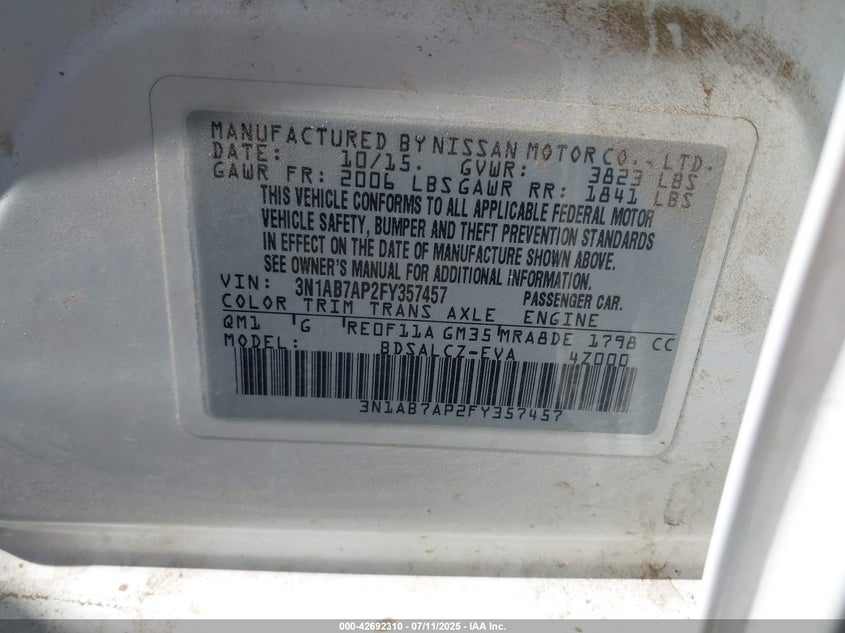 MANUFACTURED BY NISSAN MOTOR CO., LTD.
DATE: 10/15. GVWR: 3823 LBS
GAWR FR: 2006 LBS GAWR RR: 1841 LBS
THIS VEHICLE CONFORMS TO ALL APPLICABLE FEDERAL MOTOR
VEHICLE SAFETY, BUMPER AND THEFT PREVENTION STANDARDS
IN EFFECT ON THE DATE OF MANUFACTURE SHOWN ABOVE.
SEE OWNER'S MANUAL FOR ADDITIONAL INFORMATION.
VIN: 3N1AB7AP2FY357457 PASSENGER CAR.
COLOR TRIM TRANS AXLE ENGINE
QM1 G RE0F11A GM35 MRA8DE 1798 CC
MODEL: BDSALCZ-EVA 4Z000
3N1AB7AP2FY357457
000-42692310 - 07/11/2025 - IAA Inc.